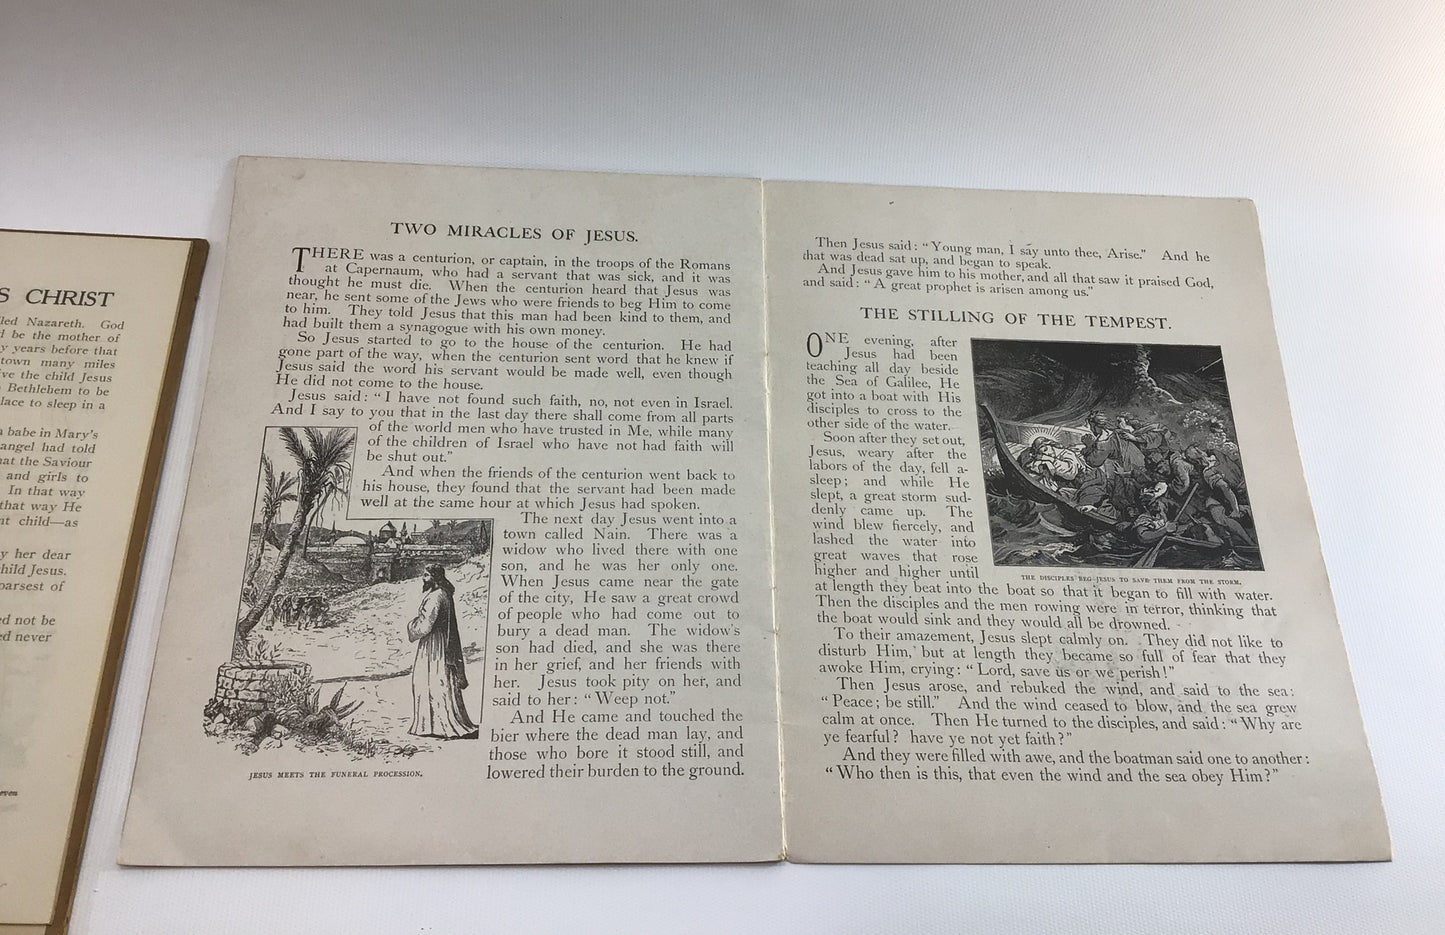 S CHRIST
led Nazareth. God
d be the mother of
y years before that
town many miles
ive the child Jesus
Bethlehem to be
lace to sleep in a
babe in Mary's
angel had told
at the Saviour
and girls to
In that way
that way He
nt child—as
y her dear
hild Jesus.
parsest of
ed not be
ed never
even
TWO MIRACLES OF JESUS.
THERE was a centurion, or captain, in the troops of the Romans
at Capernaum, who had a servant that was sick, and it was
thought he must die. When the centurion heard that Jesus was
near, he sent some of the Jews who were friends to beg Him to come
to him. They told Jesus that this man had been kind to them, and
had built them a synagogue with his own money.
So Jesus started to go to the house of the centurion. He had
gone part of the way, when the centurion sent word that he knew if
Jesus said the word his servant would be made well, even though
He did not come to the house.
Jesus said: “I have not found such faith, no, not even in Israel.
And I say to you that in the last day there shall come from all parts
of the world men who have trusted in Me, while many
of the children of Israel who have not had faith will
be shut out.”
And when the friends of the centurion went back to
his house, they found that the servant had been made
well at the same hour at which Jesus had spoken.
The next day Jesus went into a
town called Nain. There was a
widow who lived there with one
son, and he was her only one.
When Jesus came near the gate
of the city, He saw a great crowd
of people who had come out to
bury a dead man. The widow's
son had died, and she was there
in her grief, and her friends with
her. Jesus took pity on her, and
said to her: “Weep not.”
And He came and touched the
bier where the dead man lay, and
those who bore it stood still, and
lowered their burden to the ground.
JESUS MEETS THE FUNERAL PROCESSION.
Then Jesus said: “Young man, I say unto thee, Arise.” And he
that was dead sat up, and began to speak.
And Jesus gave him to his mother, and all that saw it praised God,
and said: “A great prophet is arisen among us.”
THE STILLING OF THE TEMPEST.
ONE evening, after
Jesus had been
teaching all day beside
the Sea of Galilee, He
got into a boat with His
disciples to cross to the
other side of the water.
Soon after they set out,
Jesus, weary after the
labors of the day, fell a-
sleep; and while He
slept, a great storm sud-
denly came up. The
wind blew fiercely, and
lashed the water into
great waves that rose
higher and higher until
at length they beat into the boat so that it began to fill with water.
Then the disciples and the men rowing were in terror, thinking that
the boat would sink and they would all be drowned.
To their amazement, Jesus slept calmly on. They did not like to
disturb Him, but at length they became so full of fear that they
awoke Him, crying: “Lord, save us or we perish!”
Then Jesus arose, and rebuked the wind, and said to the sea:
“Peace; be still.” And the wind ceased to blow, and the sea grew
calm at once. Then He turned to the disciples, and said: “Why are
ye fearful? have ye not yet faith?”
And they were filled with awe, and the boatman said one to another:
“Who then is this, that even the wind and the sea obey Him?”
THE DISCIPLES BEG JESUS TO SAVE THEM FROM THE STORM.